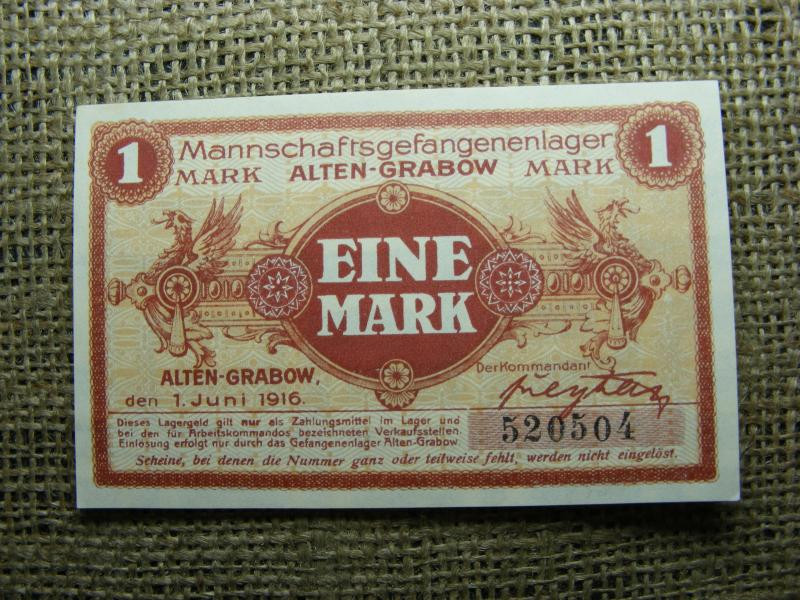 1 Mannschaftsgefangenenlager 1
MARK ALTEN-GRABOW MARK
EINE
MARK
ALTEN-GRABOW,
den 1. Juni 1916.
Der Kommandant
Dieses Lagergeld gilt nur als Zahlungsmittel im Lager und
bei den für Arbeitskommandos bezeichneten Verkaufsstellen.
Einlösung erfolgt nur durch das Gefangenenlager Alten-Grabow.
520504
Scheine, bei denen die Nummer ganz oder teilweise fehlt, werden nicht eingelöst.